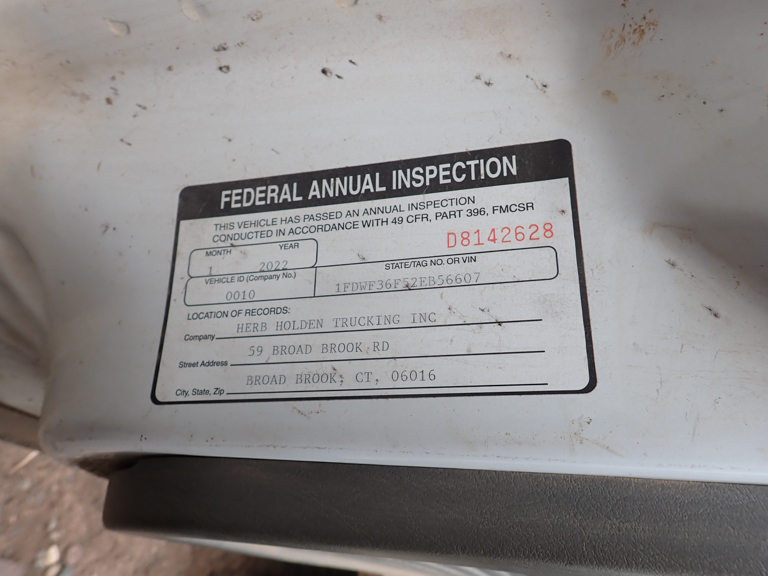 FEDERAL ANNUAL INSPECTION
THIS VEHICLE HAS PASSED AN ANNUAL INSPECTION
CONDUCTED IN ACCORDANCE WITH 49 CFR, PART 396, FMCSR
D8142628
MONTH YEAR
1 2022
STATE/TAG NO. OR VIN
VEHICLE ID (Company No.)
0010
1FDWF36F52EB56607
LOCATION OF RECORDS:
Company HERB HOLDEN TRUCKING INC
Street Address 59 BROAD BROOK RD
City, State, Zip BROAD BROOK, CT, 06016